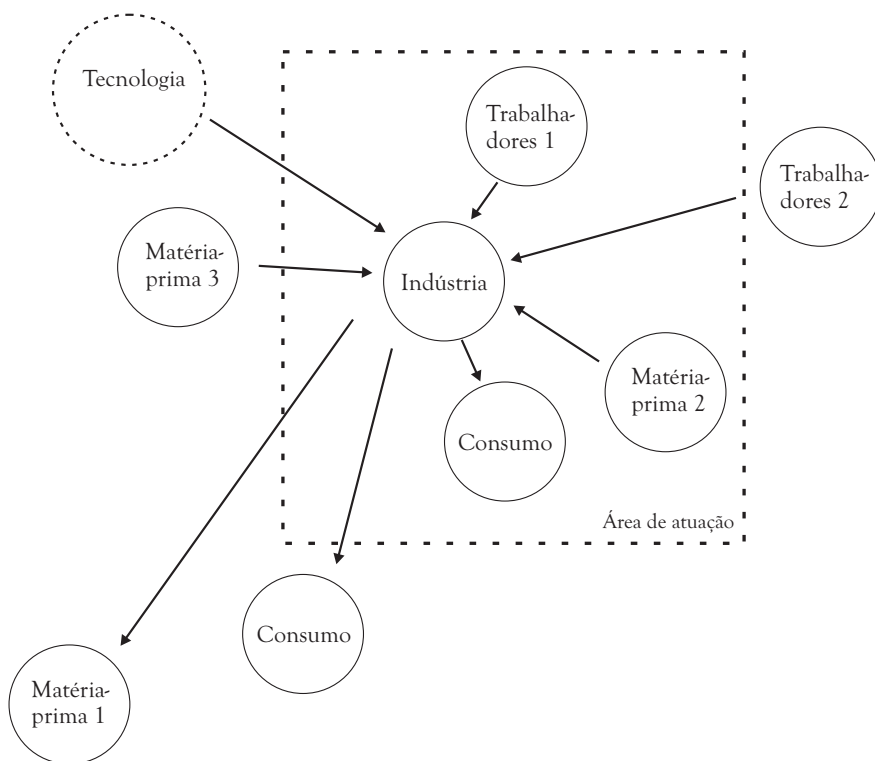 Tecnologia
Trabalha-
dores 1
Trabalha-
dores 2
Matéria-
prima 3
Indústria
Matéria-
prima 2
Consumo
Área de atuação
Consumo
Matéria-
prima 1